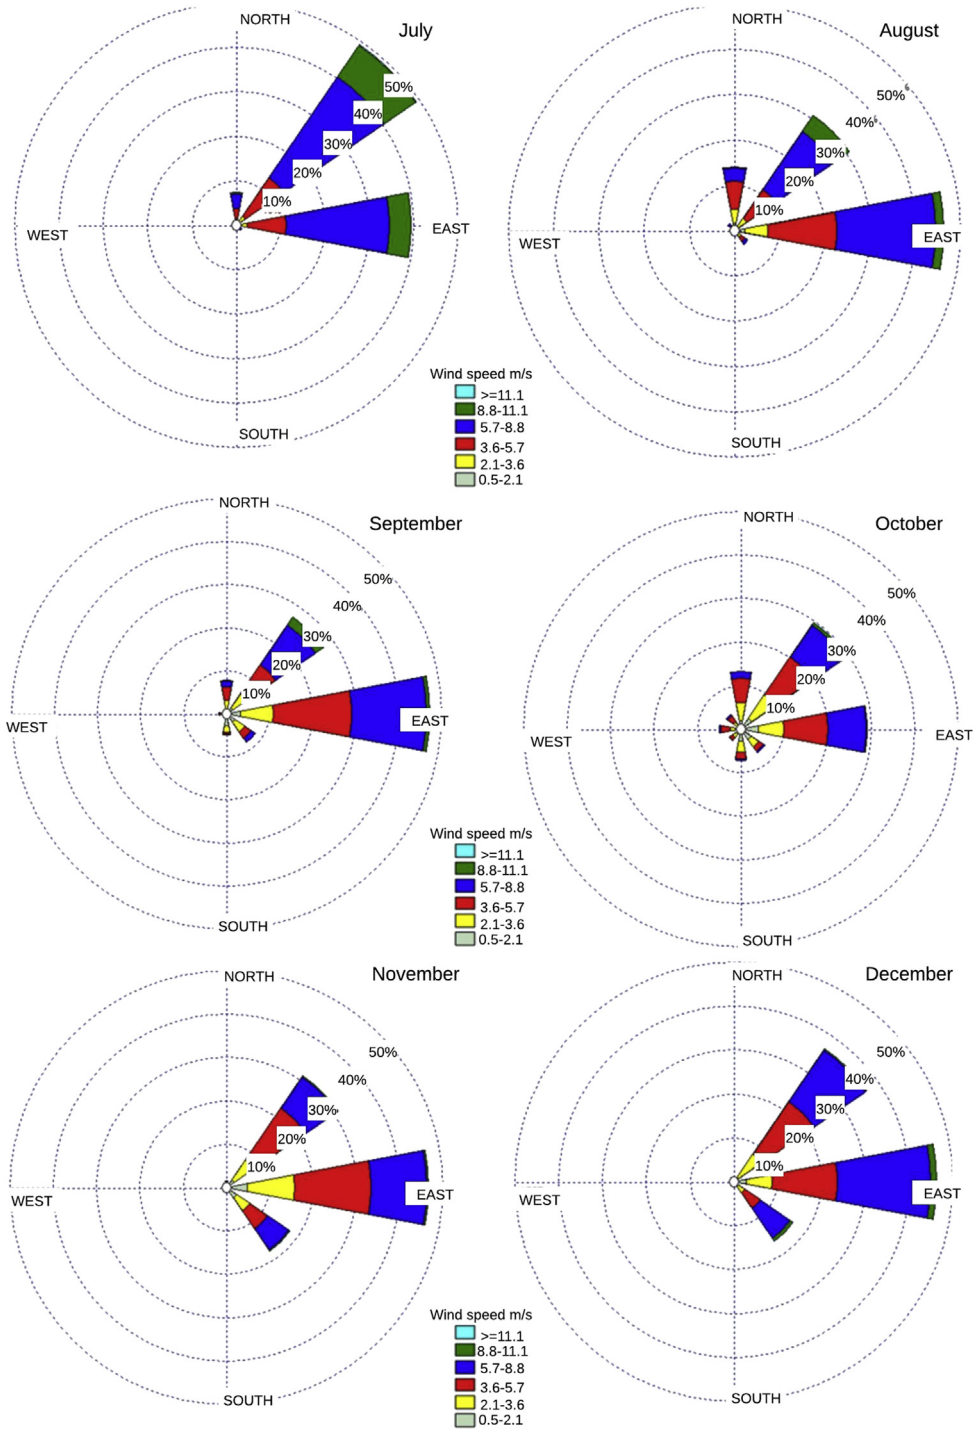 NORTH
July
50%
40%
30%
20%
10%
WEST
EAST
SOUTH
NORTH
August
50%
40%
30%
20%
10%
WEST
EAST
SOUTH
Wind speed m/s
>=11.1
8.8-11.1
5.7-8.8
3.6-5.7
2.1-3.6
0.5-2.1
NORTH
September
50%
40%
30%
20%
10%
WEST
EAST
SOUTH
NORTH
October
50%
40%
30%
20%
10%
WEST
EAST
SOUTH
Wind speed m/s
>=11.1
8.8-11.1
5.7-8.8
3.6-5.7
2.1-3.6
0.5-2.1
NORTH
November
50%
40%
30%
20%
10%
WEST
EAST
SOUTH
NORTH
December
50%
40%
30%
20%
10%
WEST
EAST
SOUTH
Wind speed m/s
>=11.1
8.8-11.1
5.7-8.8
3.6-5.7
2.1-3.6
0.5-2.1